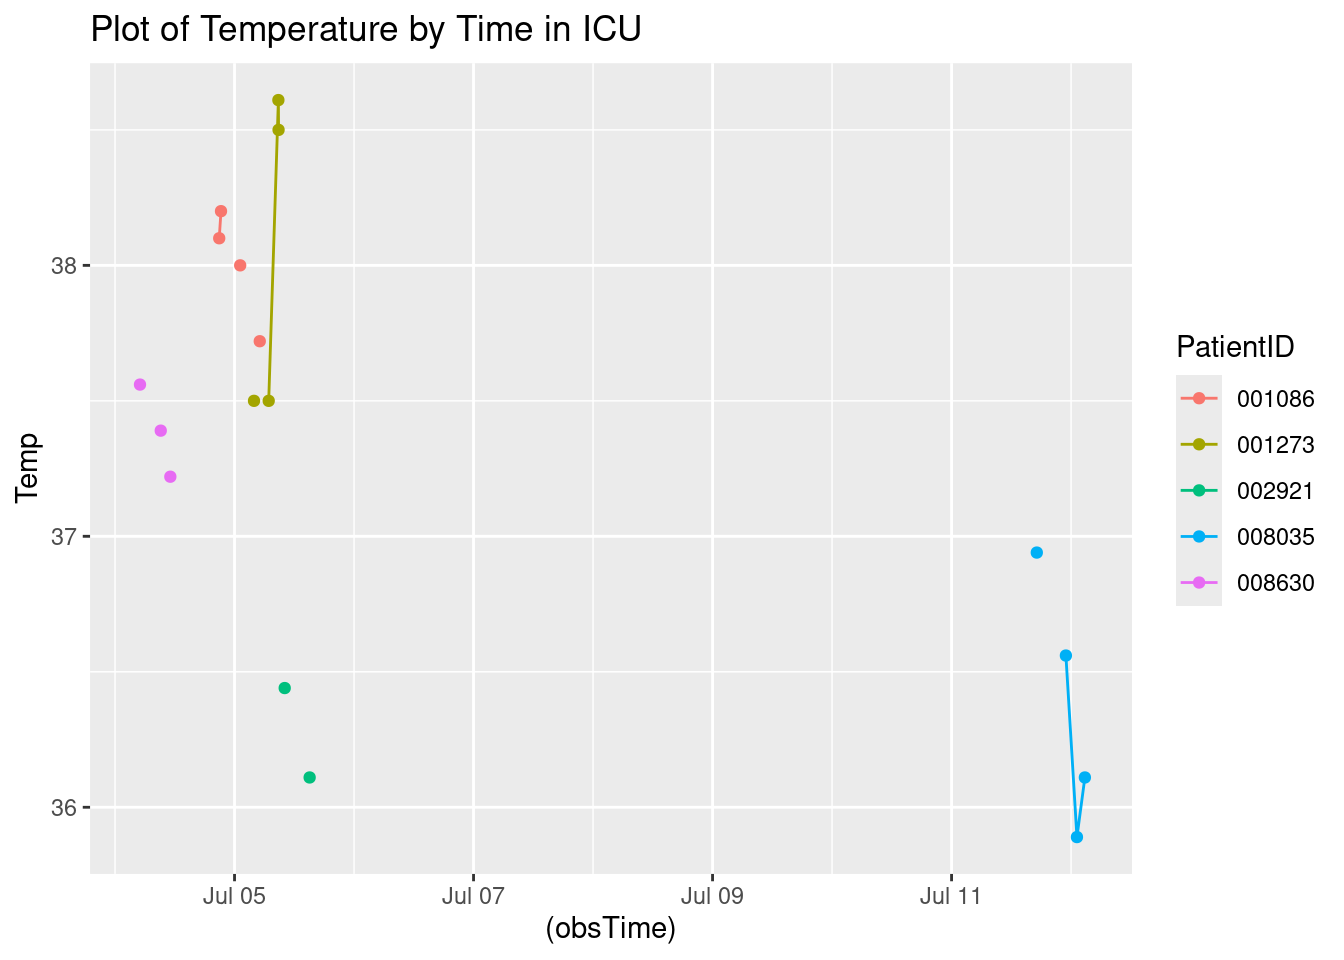 Plot of Temperature by Time in ICU
Temp
38
37
36
Jul 05
Jul 07
Jul 09
Jul 11
(obsTime)
PatientID
001086
001273
002921
008035
008630